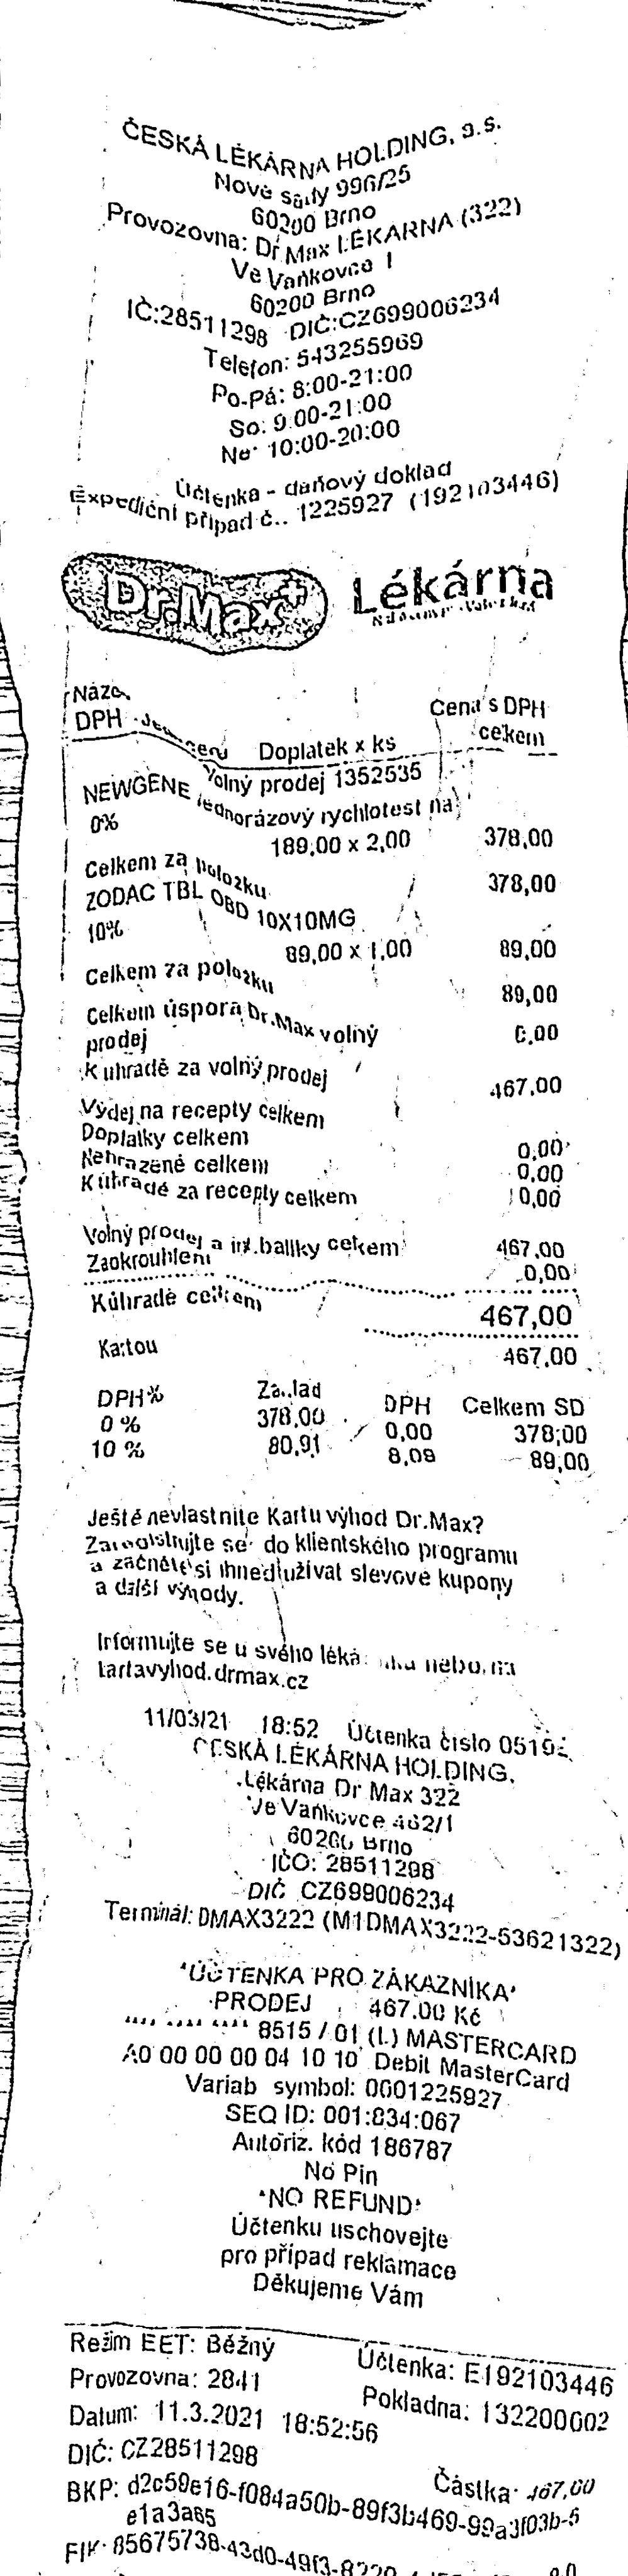 ČESKÁ LÉKÁRNA HOLDING, a.s.
Nové sady 996/25
60200 Brno
Provozovna: Dr.Max LÉKÁRNA (322)
Ve Vaňkovce 1
60200 Brno
IČ:28511298 DIČ:CZ699006234
Telefon: 543255969
Po-Pá: 8:00-21:00
So: 9:00-21:00
Ne: 10:00-20:00
Účtenka - daňový doklad
Expediční případ č.. 1225927 (192103446)
Dr.Max+ Lékárna
Cena s DPH
DPH Doplatek x ks celkem
Volný prodej 1352535
NEWGENE jednorázový rychlotest na
0%
189,00 x 2,00 378,00
Celkem za položku 378,00
ZODAC TBL OBD 10X10MG
10%
89,00 x 1,00 89,00
Celkem za položku 89,00
Celkem úspora Dr.Max volný
prodej 0,00
K úhradě za volný prodej 467,00
Výdej na recepty celkem
Doplatky celkem 0,00
Nehrazené celkem 0,00
K úhradě za recepty celkem 0,00
Volný prodej a int.balíky celkem 467,00
Zaokrouhlení 0,00
K úhradě celkem 467,00
Kartou 467,00
DPH% Základ DPH Celkem SD
0 % 378,00 0,00 378,00
10 % 80,91 8,09 89,00
Ještě nevlastníte Kartu výhod Dr.Max?
Zaregistrujte se do klientského programu
a začněte si ihned užívat slevové kupony
a další výhody.
Informujte se u svého lékárníka nebo na
kartavyhod.drmax.cz
11/03/21 18:52 Účtenka číslo
ČESKÁ LÉKÁRNA HOLDING,
Lékárna Dr Max 322
Ve Vaňkovce 462/1
60200 Brno
IČO: 28511298
DIČ CZ699006234
Terminál: DMAX3222 (M1DMAX3222-53621322)
*ÚČTENKA PRO ZÁKAZNÍKA*
PRODEJ 467.00 Kč
**** **** **** 8515 / 01 (L) MASTERCARD
A0 00 00 00 04 10 10 Debit MasterCard
Variab symbol: 0001225927
SEQ ID: 001:834:067
Autoriz. kód 186787
No Pin
*NO REFUND*
Účtenku uschovejte
pro případ reklamace
Děkujeme Vám
Režim EET: Běžný Účtenka: E192103446
Provozovna: 2841 Pokladna: 132200002
Datum: 11.3.2021 18:52:56
DIČ: CZ28511298 Částka: 467,00
BKP: d2c59e16-f084a50b-89f3b469-99a3f03b-
e1a3a65
FIK: 85675738-43d0-49f3-